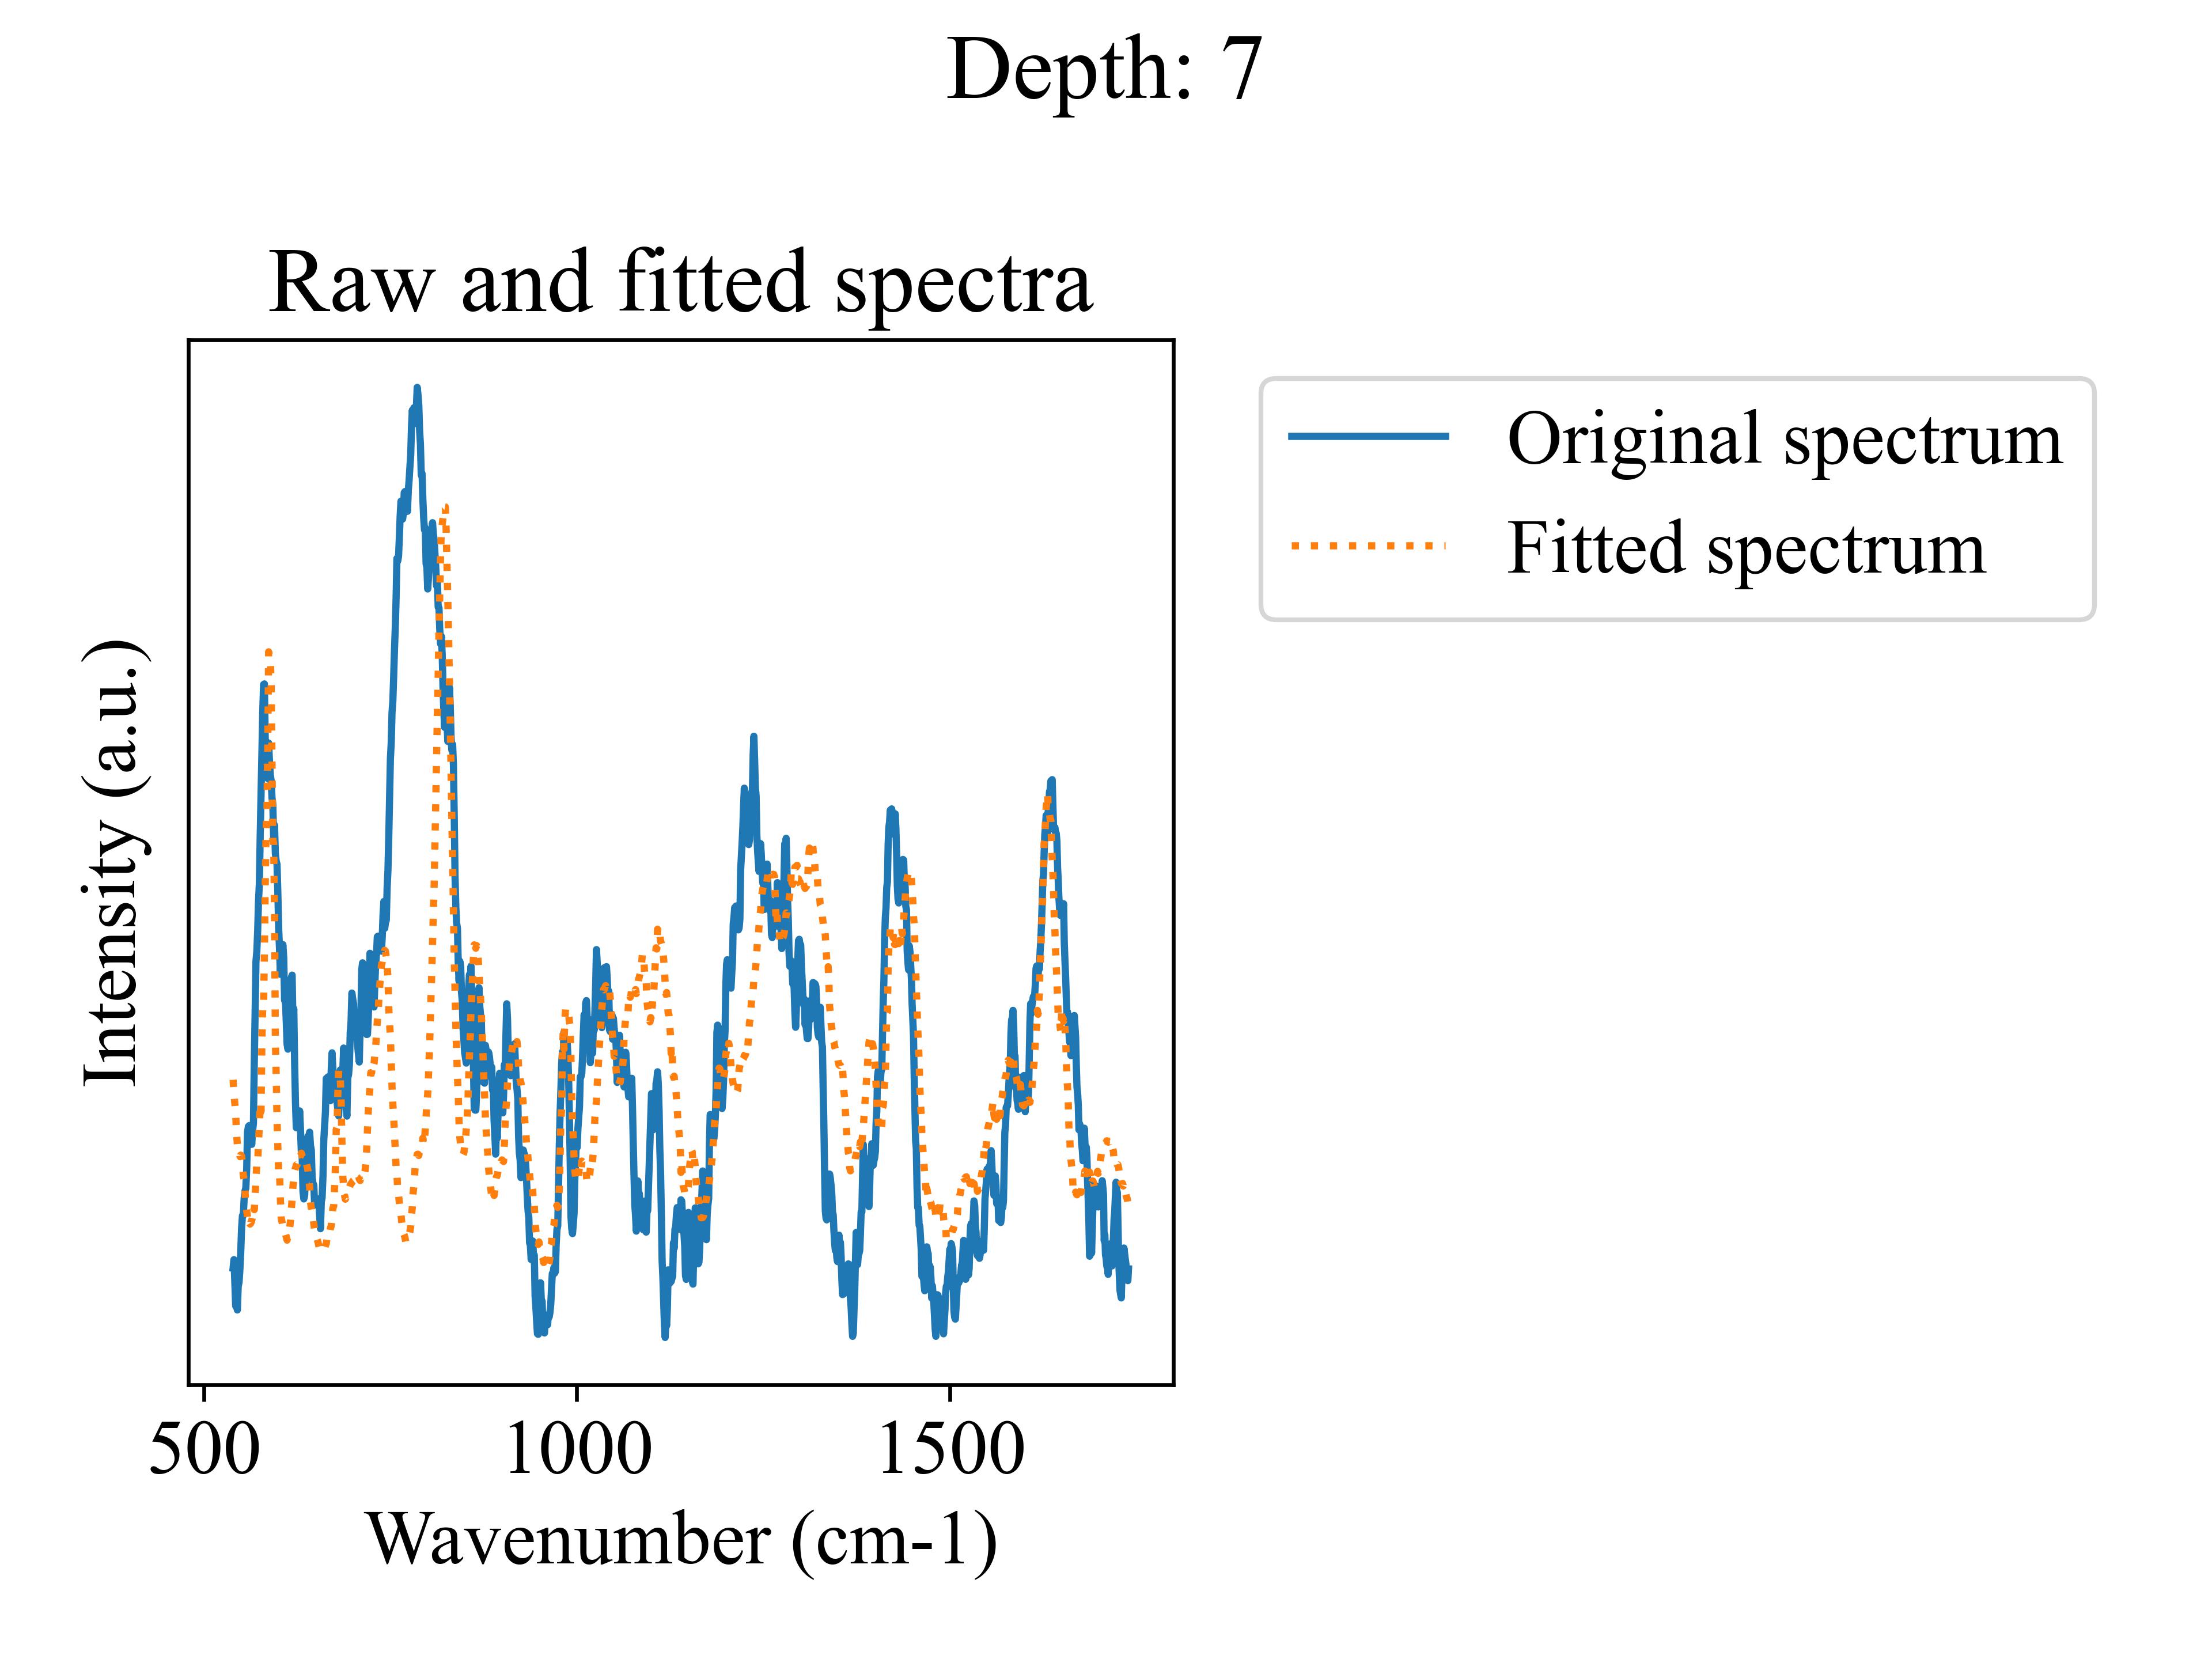 Depth: 7
Raw and fitted spectra
Original spectrum
Fitted spectrum
Intensity (a.u.)
500
1000
1500
Wavenumber (cm-1)